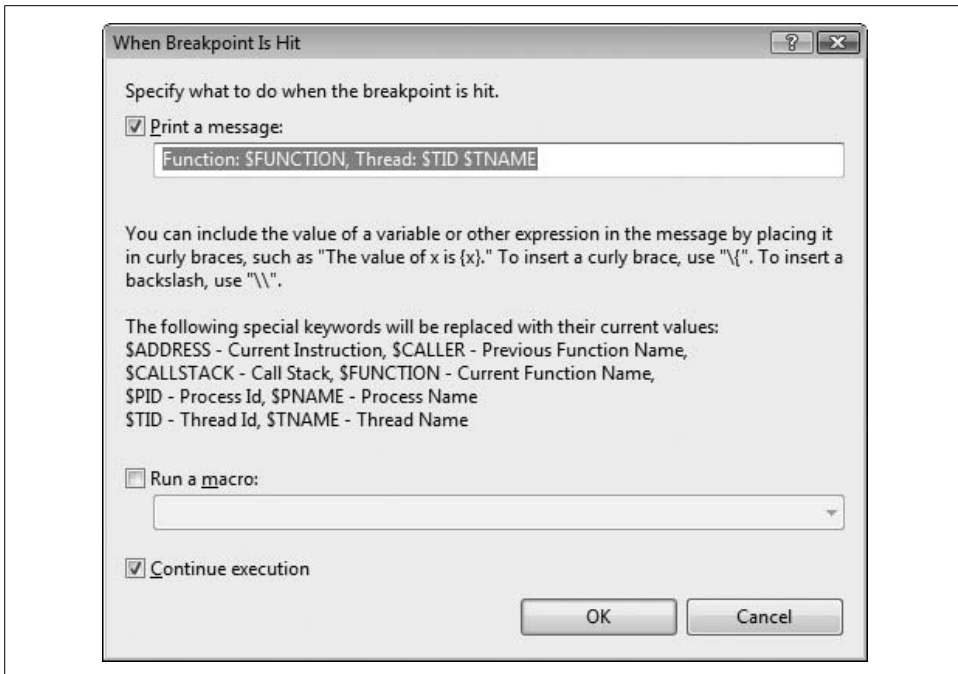 When Breakpoint Is Hit
Specify what to do when the breakpoint is hit.
Print a message:
Function: $FUNCTION, Thread: $TID $TNAME
You can include the value of a variable or other expression in the message by placing it
in curly braces, such as "The value of x is {x}." To insert a curly brace, use "\{". To insert a
backslash, use "\\".
The following special keywords will be replaced with their current values:
$ADDRESS - Current Instruction, $CALLER - Previous Function Name,
$CALLSTACK - Call Stack, $FUNCTION - Current Function Name,
$PID - Process Id, $PNAME - Process Name
$TID - Thread Id, $TNAME - Thread Name
Run a macro:
Continue execution
OK Cancel